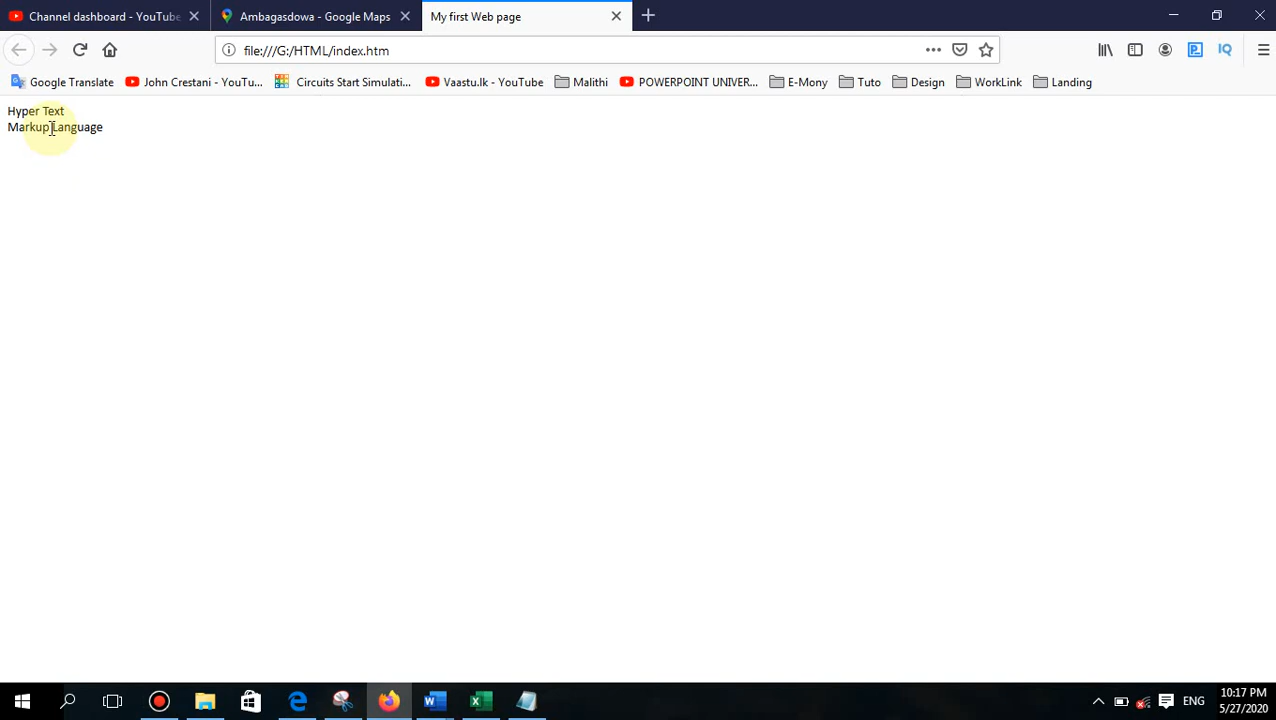 Channel dashboard - YouTube
Ambagasdowa - Google Maps
My first Web page
file:///G:/HTML/index.htm
Google Translate
John Crestani - YouTu...
Circuits Start Simulati...
Vaastu.lk - YouTube
Malithi
POWERPOINT UNIVER...
E-Mony
Tuto
Design
WorkLink
Landing
Hyper Text
Markup Language
ENG
10:17 PM
5/27/2020